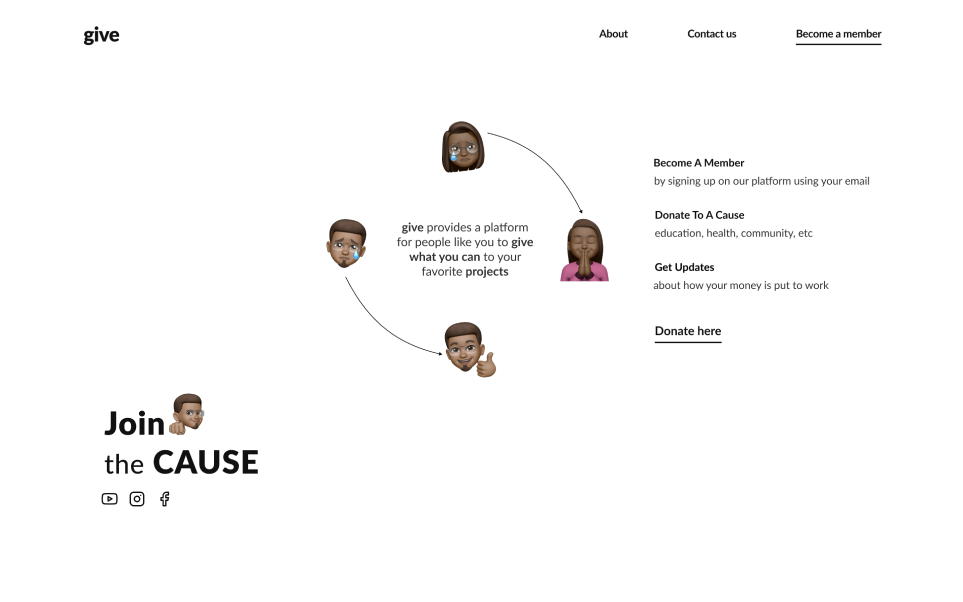 give
About
Contact us
Become a member
give provides a platform
for people like you to give
what you can to your
favorite projects
Become A Member
by signing up on our platform using your email
Donate To A Cause
education, health, community, etc
Get Updates
about how your money is put to work
Donate here
Join
the CAUSE